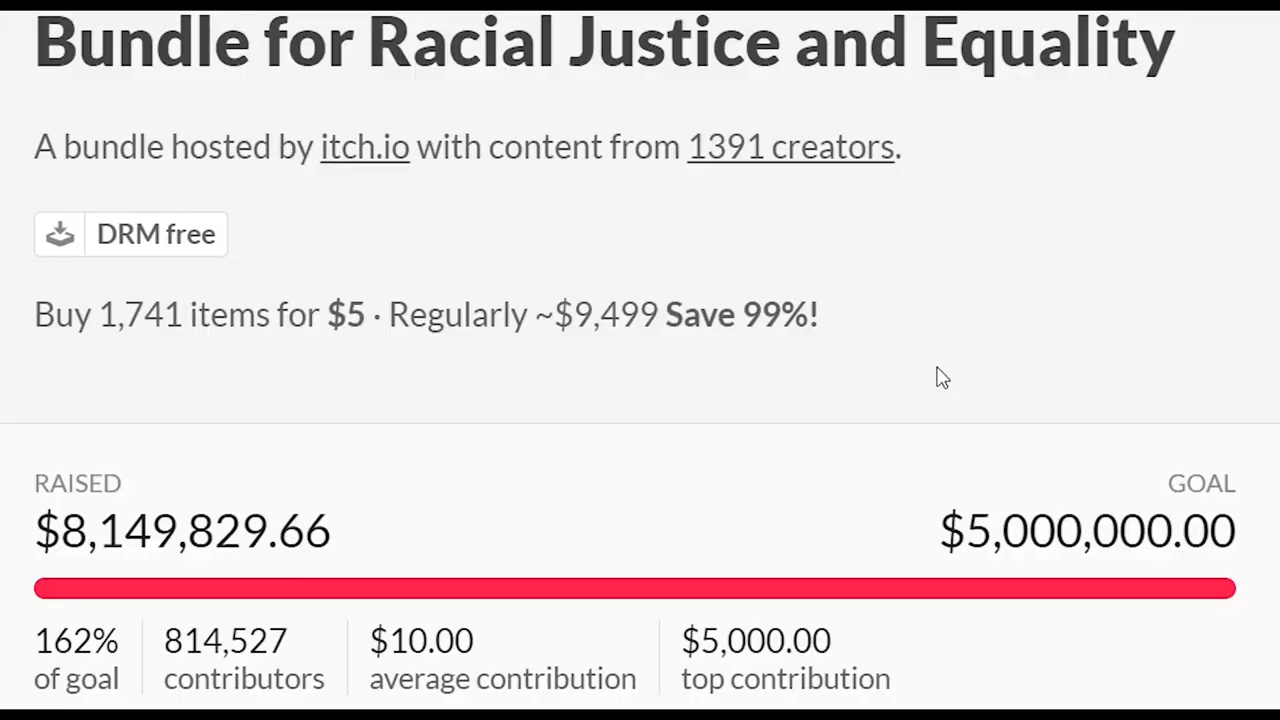 Bundle for Racial Justice and Equality
A bundle hosted by itch.io with content from 1391 creators.
DRM free
Buy 1,741 items for $5 · Regularly ~$9,499 Save 99%!
RAISED GOAL
$8,149,829.66 $5,000,000.00
162% 814,527 $10.00 $5,000.00
of goal contributors average contribution top contribution